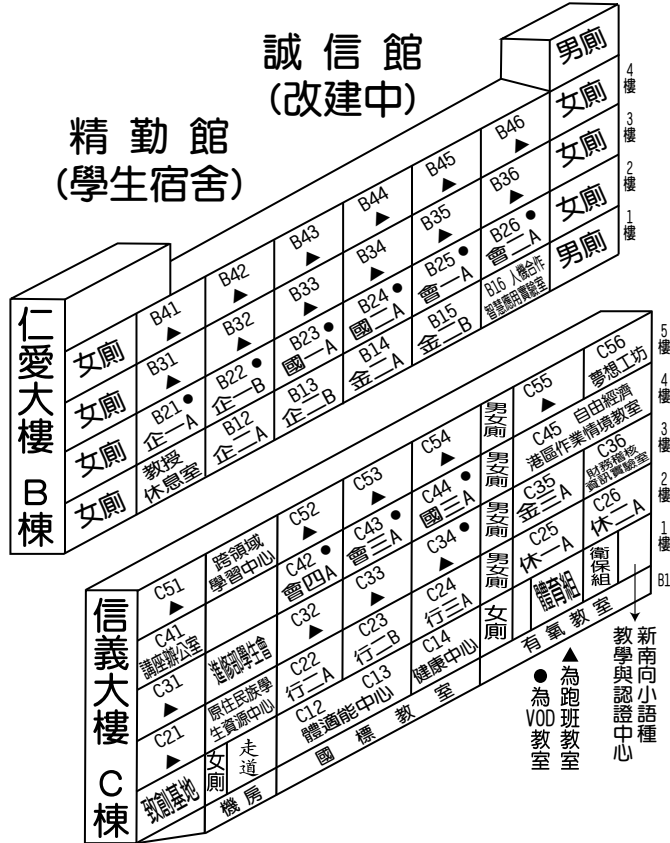 誠信館
(改建中)
精勤館
(學生宿舍)
仁愛大樓 B棟
男廁
4樓
女廁
B41
▲
B42
▲
B43
▲
B44
▲
B45
▲
B46
▲
女廁
3樓
女廁
B31
▲
B32
▲
B33
▲
B34
▲
B35
▲
B36
▲
女廁
2樓
女廁
B21●
企一A
B22●
企一B
B23●
國一A
B24●
國二A
B25●
會一A
B26●
會二A
女廁
1樓
女廁
教授
休息室
B12
企二A
B13
企二B
B14
金二A
B15
金二B
B16 人機合作
智慧應用實驗室
男廁
信義大樓 C棟
5樓
C51
▲
跨領域
學習中心
C52
▲
C53
▲
C54
▲
男女廁
C55
▲
C56
夢想工坊
4樓
C41
講座辦公室
C42●
會四A
C43●
會三A
C44●
國三A
男女廁
C45 自由經濟
港區作業情境教室
3樓
C31
▲
進修部學生會
C32
▲
C33
▲
C34●
▲
男女廁
C35
金三A
C36
財務稽核
資訊實驗室
2樓
C21
▲
原住民族學
生資源中心
C22
行二A
C23
行二B
C24
行三A
男女廁
C25
休一A
C26
休二A
1樓
致創基地
女廁
走道
C12 C13
體適能中心
C14
健康中心
女廁
體育組
衛保組
B1
機房
國標教室
有氧教室
新南向小語種
教學與認證中心
▲為跑班教室
●為VOD教室